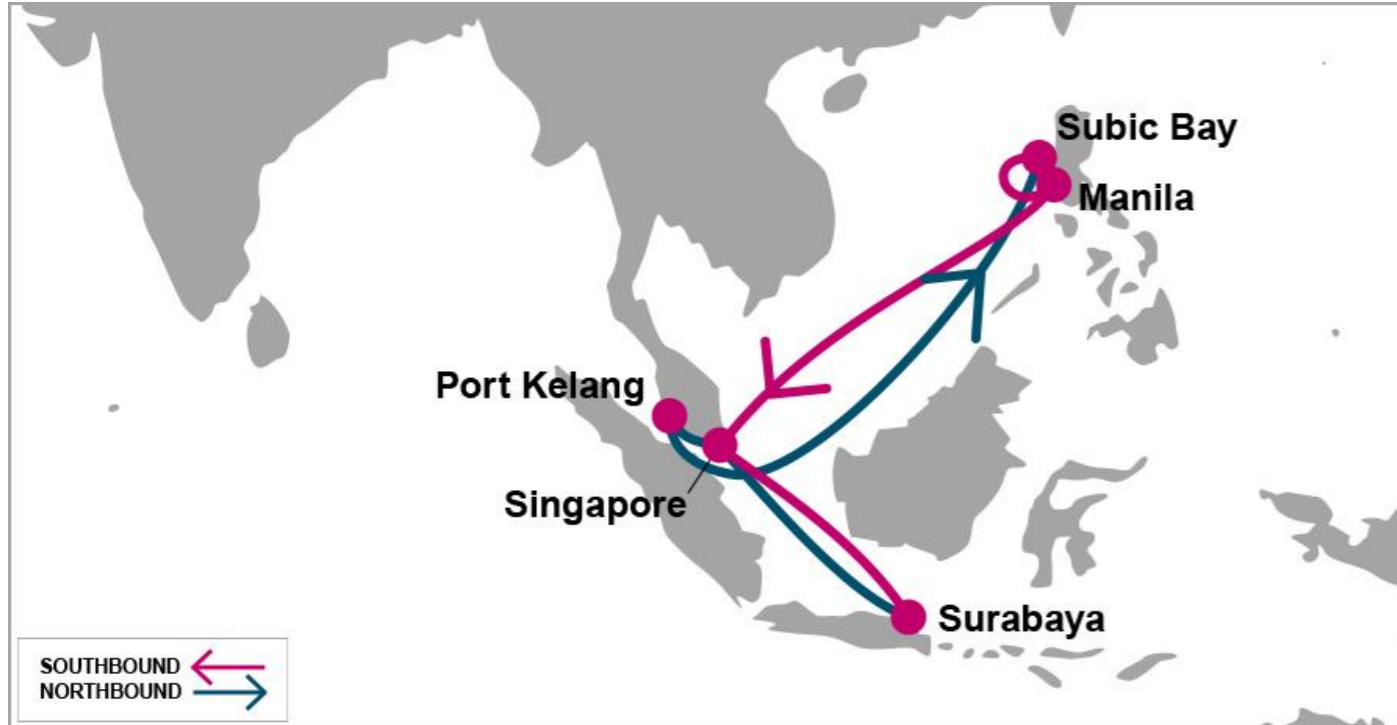 Subic Bay
Manila
Port Kelang
Singapore
Surabaya
SOUTHBOUND
NORTHBOUND